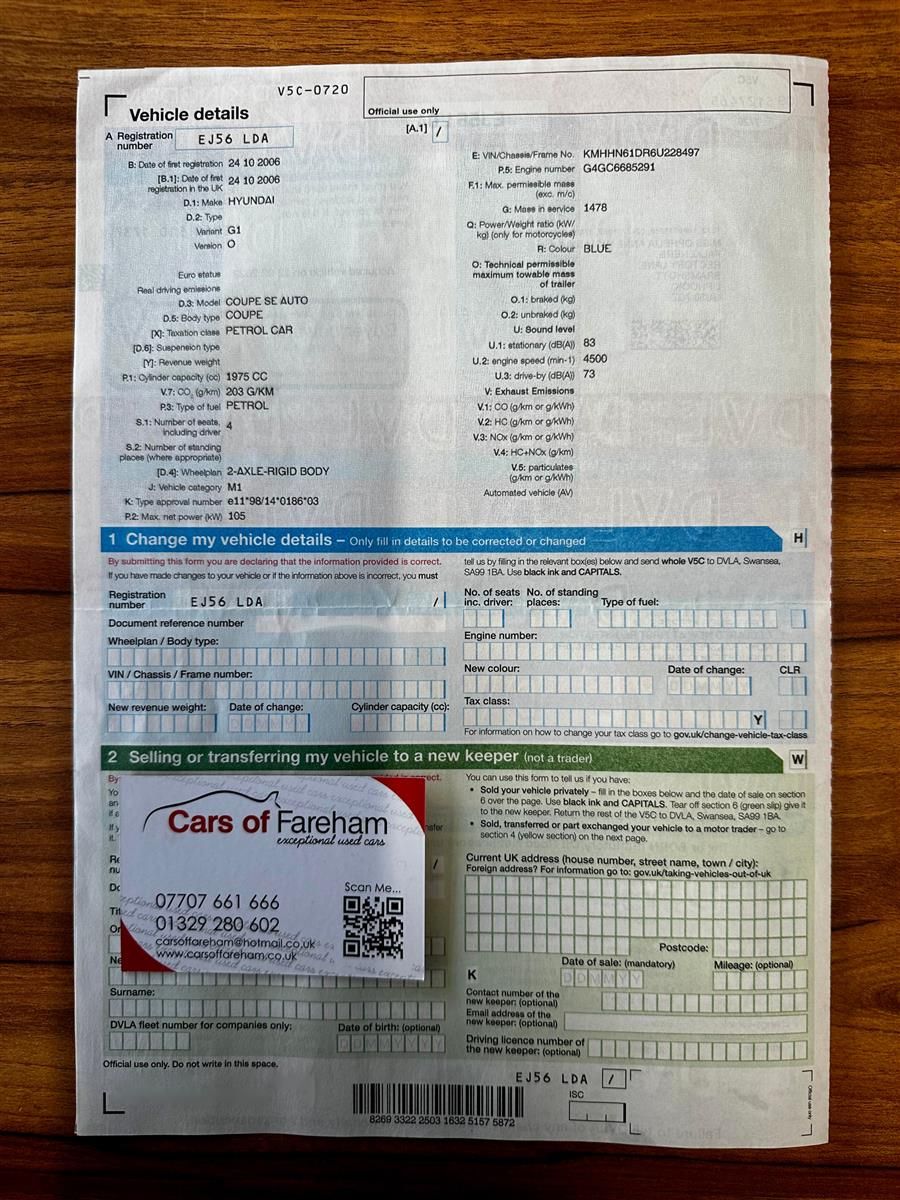 V5C-0720
Vehicle details
Official use only
A Registration number EJ56 LDA
[A.1] /
B: Date of first registration 24 10 2006
[B.1]: Date of first registration in the UK 24 10 2006
D.1: Make HYUNDAI
D.2: Type
Variant G1
Version O
Euro status
Real driving emissions
D.3: Model COUPE SE AUTO
D.5: Body type COUPE
[X]: Taxation class PETROL CAR
[D.6]: Suspension type
[Y]: Revenue weight
P.1: Cylinder capacity (cc) 1975 CC
V.7: CO2 (g/km) 203 G/KM
P.3: Type of fuel PETROL
S.1: Number of seats, including driver 4
S.2: Number of standing places (where appropriate)
[D.4]: Wheelplan 2-AXLE-RIGID BODY
J: Vehicle category M1
K: Type approval number e11*98/14*0186*03
P.2: Max. net power (kW) 105
E: VIN/Chassis/Frame No. KMHHN61DR6U228497
P.5: Engine number G4GC6685291
F.1: Max. permissible mass (exc. m/c)
G: Mass in service 1478
Q: Power/Weight ratio (kW/kg) (only for motorcycles)
R: Colour BLUE
O: Technical permissible maximum towable mass of trailer
O.1: braked (kg)
O.2: unbraked (kg)
U: Sound level
U.1: stationary (dB(A)) 83
U.2: engine speed (min-1) 4500
U.3: drive-by (dB(A)) 73
V: Exhaust Emissions
V.1: CO (g/km or g/kWh)
V.2: HC (g/km or g/kWh)
V.3: NOx (g/km or g/kWh)
V.4: HC+NOx (g/km)
V.5: particulates (g/km or g/kWh)
Automated vehicle (AV)
1 Change my vehicle details – Only fill in details to be corrected or changed
H
By submitting this form you are declaring that the information provided is correct.
If you have made changes to your vehicle or if the information above is incorrect, you must
tell us by filling in the relevant box(es) below and send whole V5C to DVLA, Swansea,
SA99 1BA. Use black ink and CAPITALS.
Registration number EJ56 LDA /
Document reference number
Wheelplan / Body type:
VIN / Chassis / Frame number:
New revenue weight: Date of change: Cylinder capacity (cc):
No. of seats inc. driver: No. of standing places: Type of fuel:
Engine number:
New colour: Date of change: CLR
Tax class:
Y
For information on how to change your tax class go to gov.uk/change-vehicle-tax-class
2 Selling or transferring my vehicle to a new keeper (not a trader)
W
By
Cars of Fareham
exceptional used cars
Scan Me...
07707 661 666
01329 280 602
carsoffareham@hotmail.co.uk
www.carsoffareham.co.uk
Surname:
DVLA fleet number for companies only: Date of birth: (optional)
DDMMYYYY
You can use this form to tell us if you have:
• Sold your vehicle privately – fill in the boxes below and the date of sale on section
6 over the page. Use black ink and CAPITALS. Tear off section 6 (green slip) give it
to the new keeper. Return the rest of the V5C to DVLA, Swansea, SA99 1BA.
• Sold, transferred or part exchanged your vehicle to a motor trader – go to
section 4 (yellow section) on the next page.
Current UK address (house number, street name, town / city):
Foreign address? For information go to: gov.uk/taking-vehicles-out-of-uk
Postcode:
Date of sale: (mandatory) Mileage: (optional)
K
DDMMYY
Contact number of the new keeper: (optional)
Email address of the new keeper: (optional)
Driving licence number of the new keeper: (optional)
Official use only. Do not write in this space.
EJ56 LDA /
ISC
8269 3322 2503 1632 5157 5872
Official use only